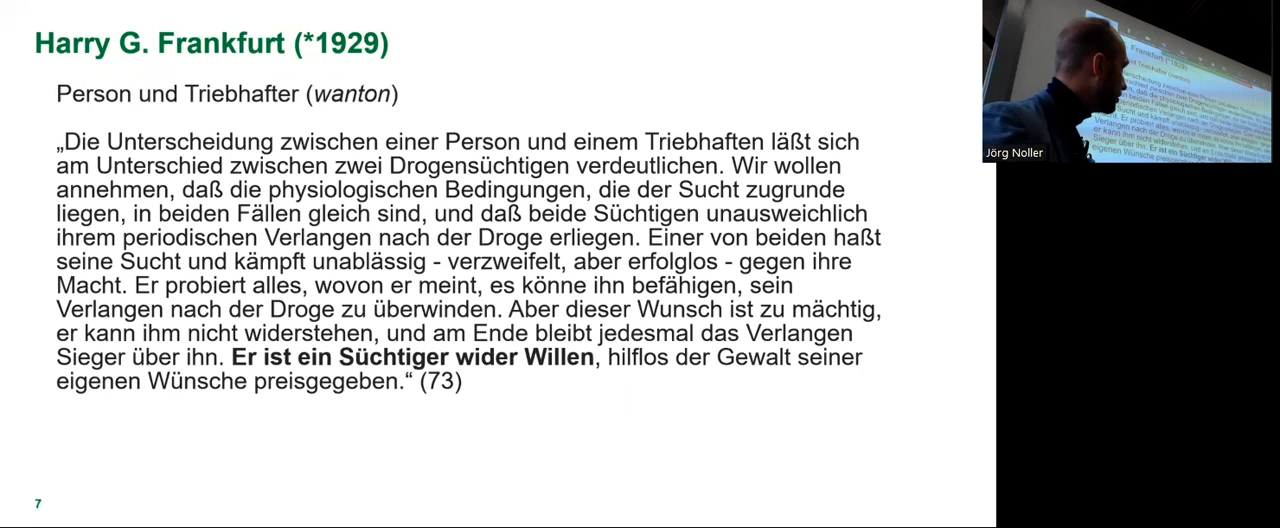 Harry G. Frankfurt (*1929)
Person und Triebhafter (wanton)
„Die Unterscheidung zwischen einer Person und einem Triebhaften läßt sich
am Unterschied zwischen zwei Drogensüchtigen verdeutlichen. Wir wollen
annehmen, daß die physiologischen Bedingungen, die der Sucht zugrunde
liegen, in beiden Fällen gleich sind, und daß beide Süchtigen unausweichlich
ihrem periodischen Verlangen nach der Droge erliegen. Einer von beiden haßt
seine Sucht und kämpft unablässig - verzweifelt, aber erfolglos - gegen ihre
Macht. Er probiert alles, wovon er meint, es könne ihn befähigen, sein
Verlangen nach der Droge zu überwinden. Aber dieser Wunsch ist zu mächtig,
er kann ihm nicht widerstehen, und am Ende bleibt jedesmal das Verlangen
Sieger über ihn. Er ist ein Süchtiger wider Willen, hilflos der Gewalt seiner
eigenen Wünsche preisgegeben.“ (73)
7
Jörg Noller